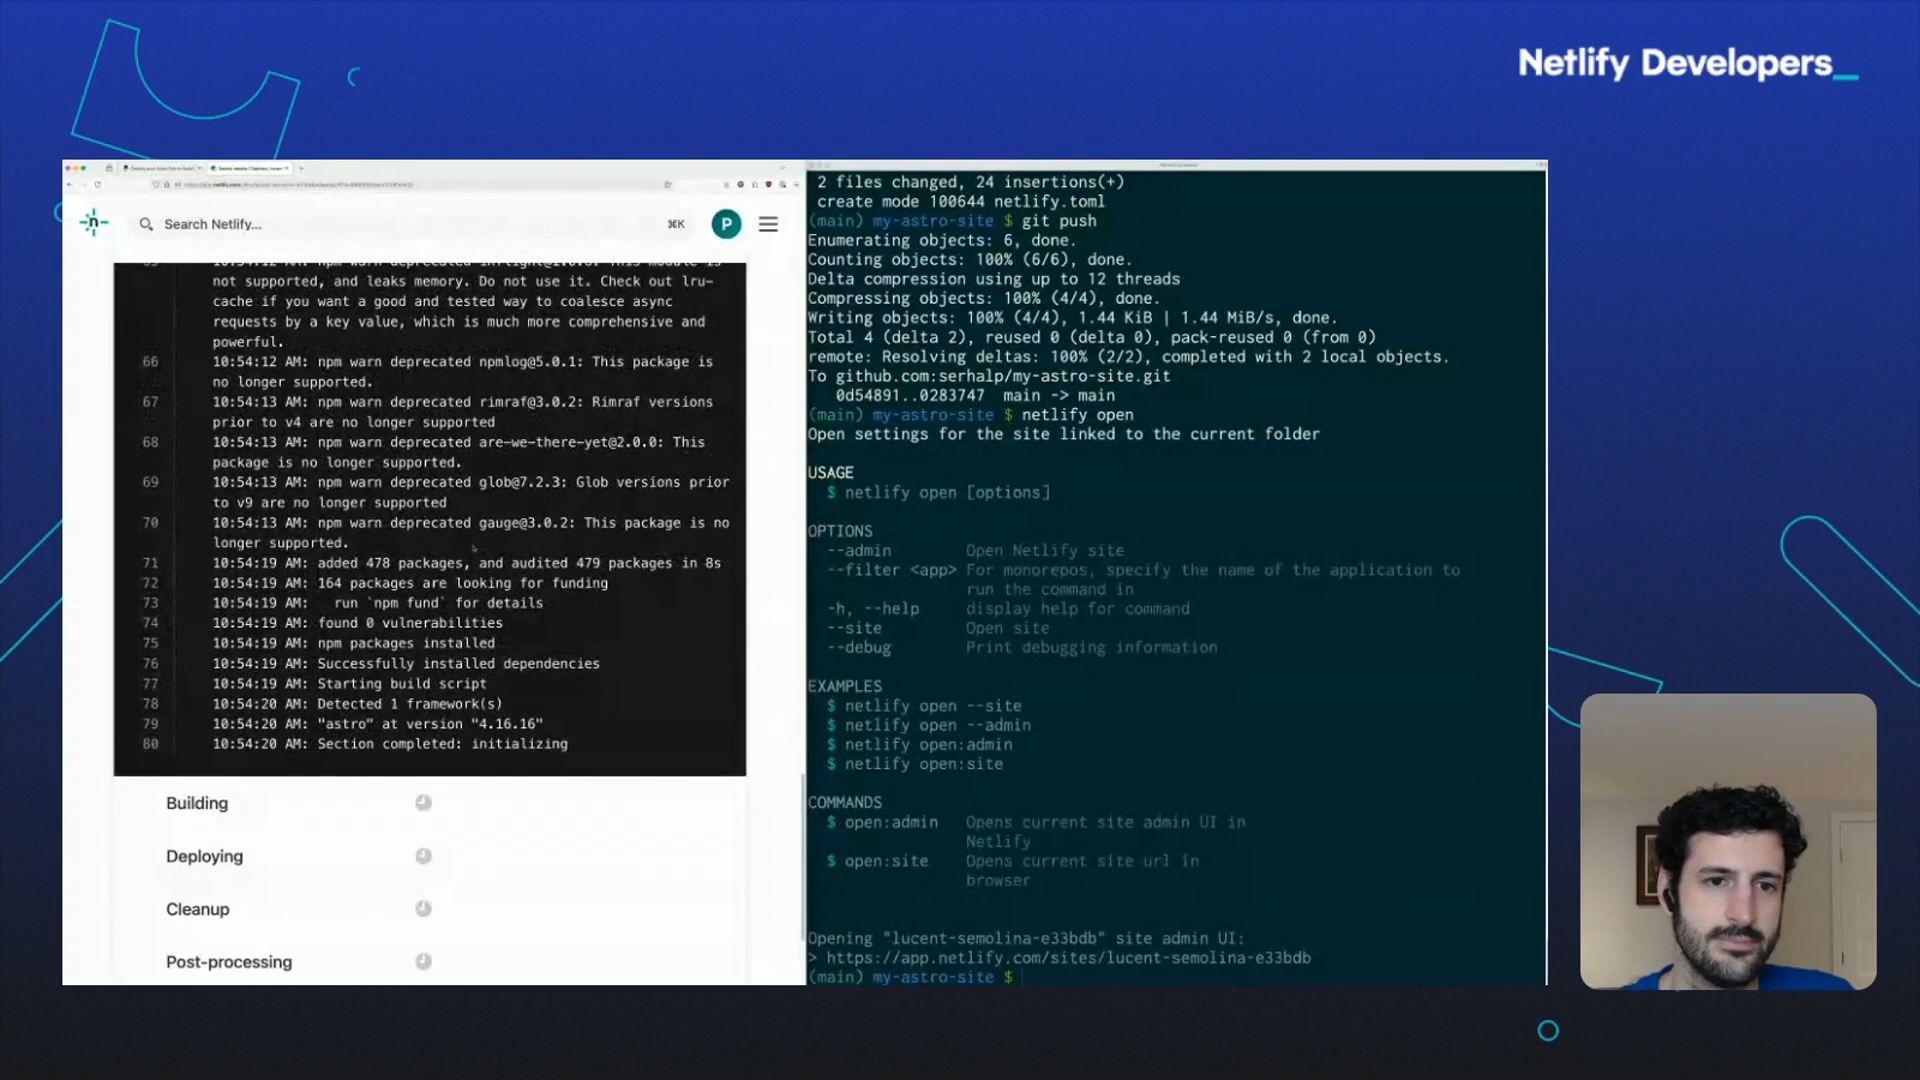 Netlify Developers_
Search Netlify...
⌘K
P
not supported, and leaks memory. Do not use it. Check out lru-
cache if you want a good and tested way to coalesce async
requests by a key value, which is much more comprehensive and
powerful.
66 10:54:12 AM: npm warn deprecated npmlog@5.0.1: This package is
no longer supported.
67 10:54:13 AM: npm warn deprecated rimraf@3.0.2: Rimraf versions
prior to v4 are no longer supported
68 10:54:13 AM: npm warn deprecated are-we-there-yet@2.0.0: This
package is no longer supported.
69 10:54:13 AM: npm warn deprecated glob@7.2.3: Glob versions prior
to v9 are no longer supported
70 10:54:13 AM: npm warn deprecated gauge@3.0.2: This package is no
longer supported.
71 10:54:19 AM: added 478 packages, and audited 479 packages in 8s
72 10:54:19 AM: 164 packages are looking for funding
73 10:54:19 AM:   run `npm fund` for details
74 10:54:19 AM: found 0 vulnerabilities
75 10:54:19 AM: npm packages installed
76 10:54:19 AM: Successfully installed dependencies
77 10:54:19 AM: Starting build script
78 10:54:20 AM: Detected 1 framework(s)
79 10:54:20 AM: "astro" at version "4.16.16"
80 10:54:20 AM: Section completed: initializing
Building
Deploying
Cleanup
Post-processing
2 files changed, 24 insertions(+)
create mode 100644 netlify.toml
(main) my-astro-site $ git push
Enumerating objects: 6, done.
Counting objects: 100% (6/6), done.
Delta compression using up to 12 threads
Compressing objects: 100% (4/4), done.
Writing objects: 100% (4/4), 1.44 KiB | 1.44 MiB/s, done.
Total 4 (delta 2), reused 0 (delta 0), pack-reused 0 (from 0)
remote: Resolving deltas: 100% (2/2), completed with 2 local objects.
To github.com:serhalp/my-astro-site.git
0d54891..0283747  main -> main
(main) my-astro-site $ netlify open
Open settings for the site linked to the current folder
USAGE
$ netlify open [options]
OPTIONS
--admin Open Netlify site
--filter <app> For monorepos, specify the name of the application to
run the command in
-h, --help display help for command
--site Open site
--debug Print debugging information
EXAMPLES
$ netlify open --site
$ netlify open --admin
$ netlify open:admin
$ netlify open:site
COMMANDS
$ open:admin Opens current site admin UI in
Netlify
$ open:site Opens current site url in
browser
Opening "lucent-semolina-e33bdb" site admin UI:
> https://app.netlify.com/sites/lucent-semolina-e33bdb
(main) my-astro-site $